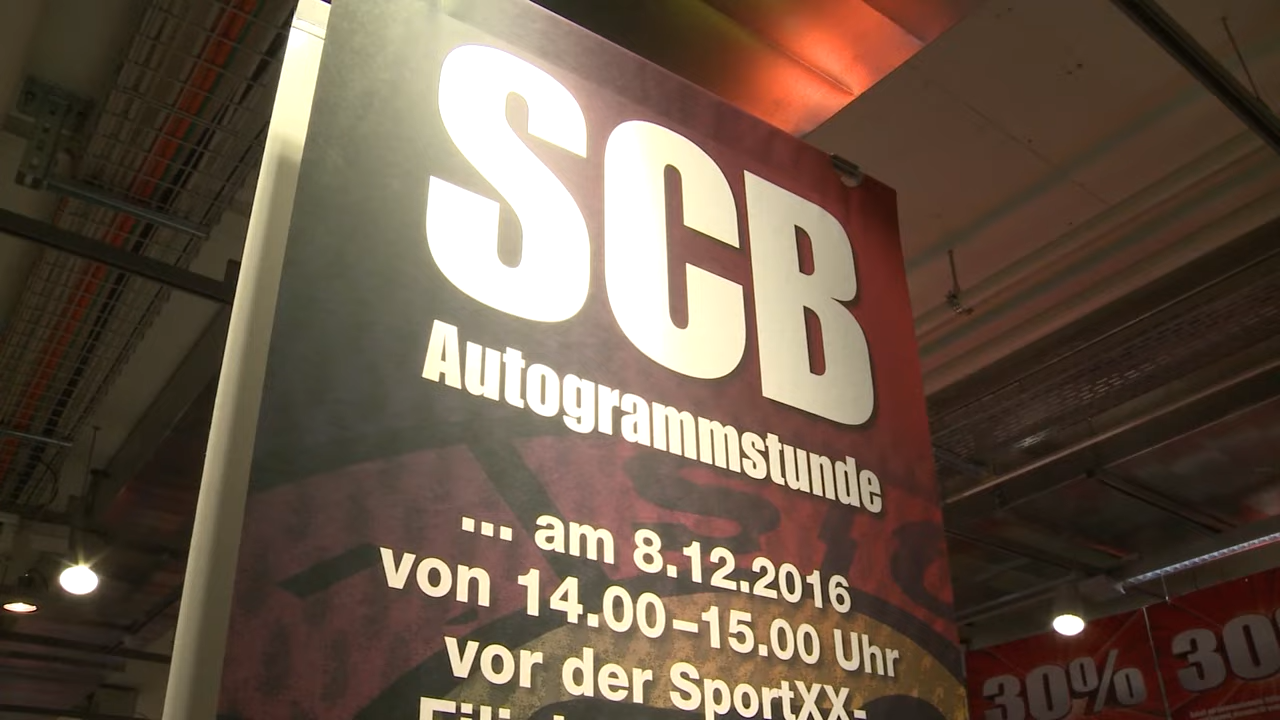 SCB
Autogrammstunde
... am 8.12.2016
von 14.00–15.00 Uhr
vor der SportXX-
30%
30